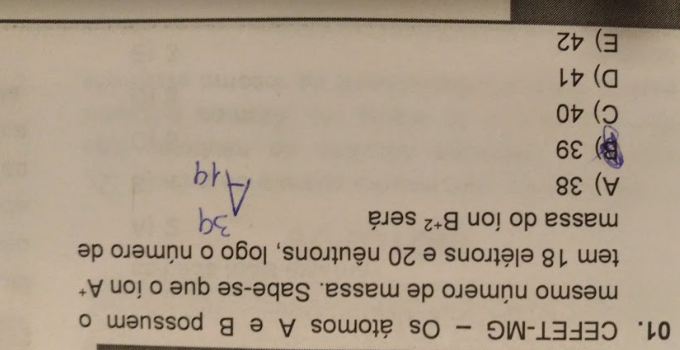 01. CEFET-MG – Os átomos A e B possuem o
mesmo número de massa. Sabe-se que o íon A⁺
tem 18 elétrons e 20 nêutrons, logo o número de
massa do íon B⁺² será
39
A19
A) 38
B) 39
C) 40
D) 41
E) 42